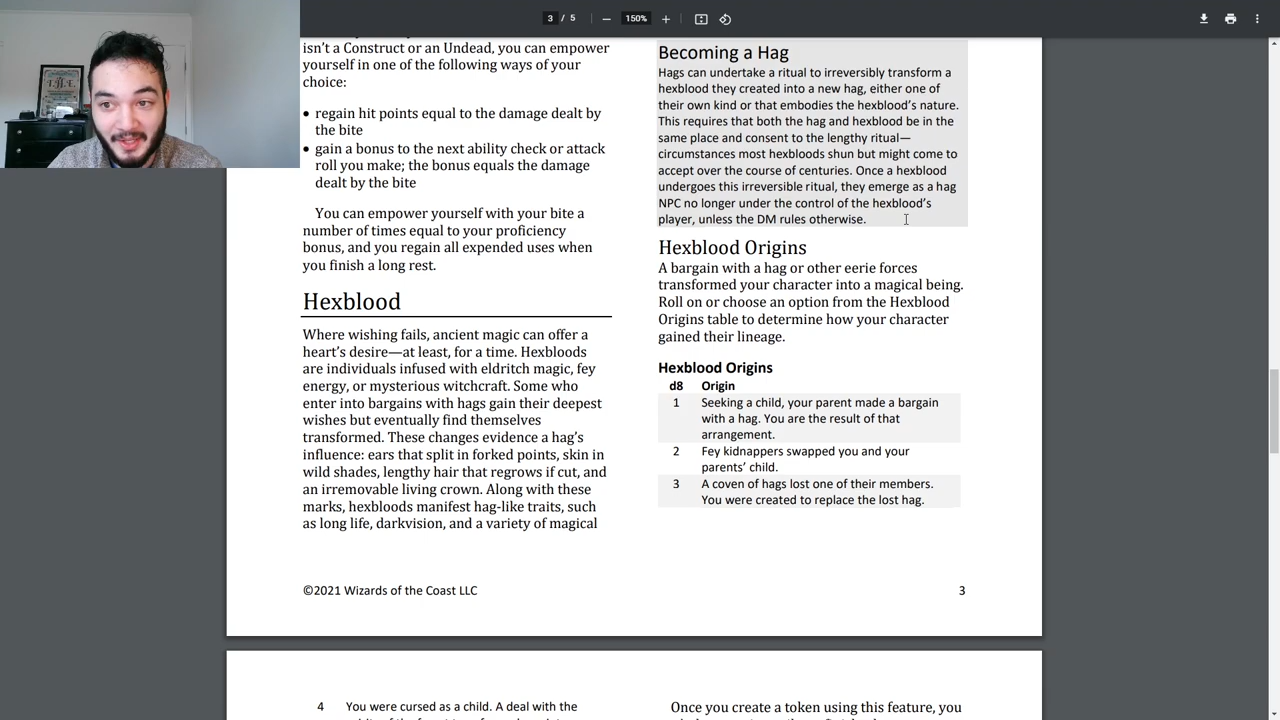 3 / 5
150%
isn't a Construct or an Undead, you can empower
yourself in one of the following ways of your
choice:
• regain hit points equal to the damage dealt by
the bite
• gain a bonus to the next ability check or attack
roll you make; the bonus equals the damage
dealt by the bite
You can empower yourself with your bite a
number of times equal to your proficiency
bonus, and you regain all expended uses when
you finish a long rest.
Hexblood
Where wishing fails, ancient magic can offer a
heart's desire—at least, for a time. Hexbloods
are individuals infused with eldritch magic, fey
energy, or mysterious witchcraft. Some who
enter into bargains with hags gain their deepest
wishes but eventually find themselves
transformed. These changes evidence a hag's
influence: ears that split in forked points, skin in
wild shades, lengthy hair that regrows if cut, and
an irremovable living crown. Along with these
marks, hexbloods manifest hag-like traits, such
as long life, darkvision, and a variety of magical
Becoming a Hag
Hags can undertake a ritual to irreversibly transform a
hexblood they created into a new hag, either one of
their own kind or that embodies the hexblood's nature.
This requires that both the hag and hexblood be in the
same place and consent to the lengthy ritual—
circumstances most hexbloods shun but might come to
accept over the course of centuries. Once a hexblood
undergoes this irreversible ritual, they emerge as a hag
NPC no longer under the control of the hexblood's
player, unless the DM rules otherwise.
Hexblood Origins
A bargain with a hag or other eerie forces
transformed your character into a magical being.
Roll on or choose an option from the Hexblood
Origins table to determine how your character
gained their lineage.
Hexblood Origins
d8 Origin
1 Seeking a child, your parent made a bargain
with a hag. You are the result of that
arrangement.
2 Fey kidnappers swapped you and your
parents' child.
3 A coven of hags lost one of their members.
You were created to replace the lost hag.
©2021 Wizards of the Coast LLC
3
4 You were cursed as a child. A deal with the
Once you create a token using this feature, you